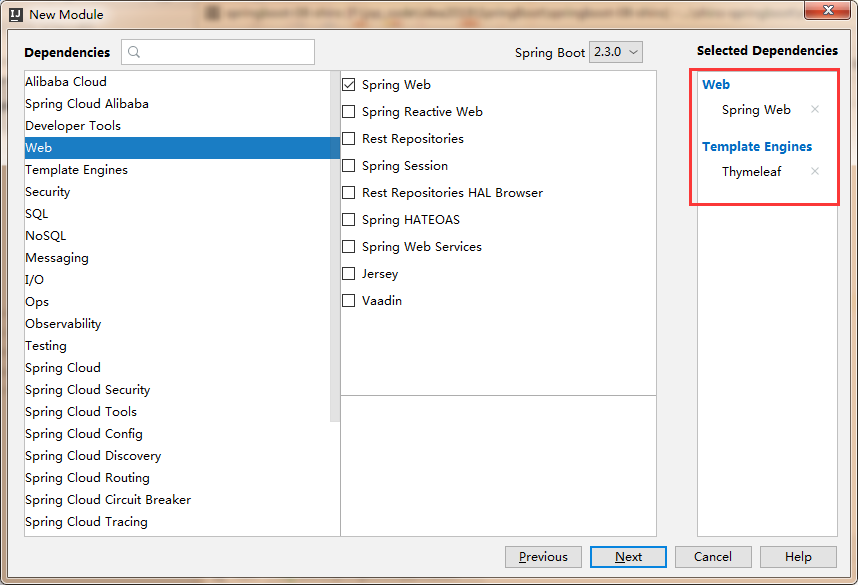 New Module
Dependencies
Spring Boot 2.3.0
Selected Dependencies
Alibaba Cloud
Spring Cloud Alibaba
Developer Tools
Web
Template Engines
Security
SQL
NoSQL
Messaging
I/O
Ops
Observability
Testing
Spring Cloud
Spring Cloud Security
Spring Cloud Tools
Spring Cloud Config
Spring Cloud Discovery
Spring Cloud Routing
Spring Cloud Circuit Breaker
Spring Cloud Tracing
Spring Web
Spring Reactive Web
Rest Repositories
Spring Session
Rest Repositories HAL Browser
Spring HATEOAS
Spring Web Services
Jersey
Vaadin
Web
Spring Web
Template Engines
Thymeleaf
Previous
Next
Cancel
Help